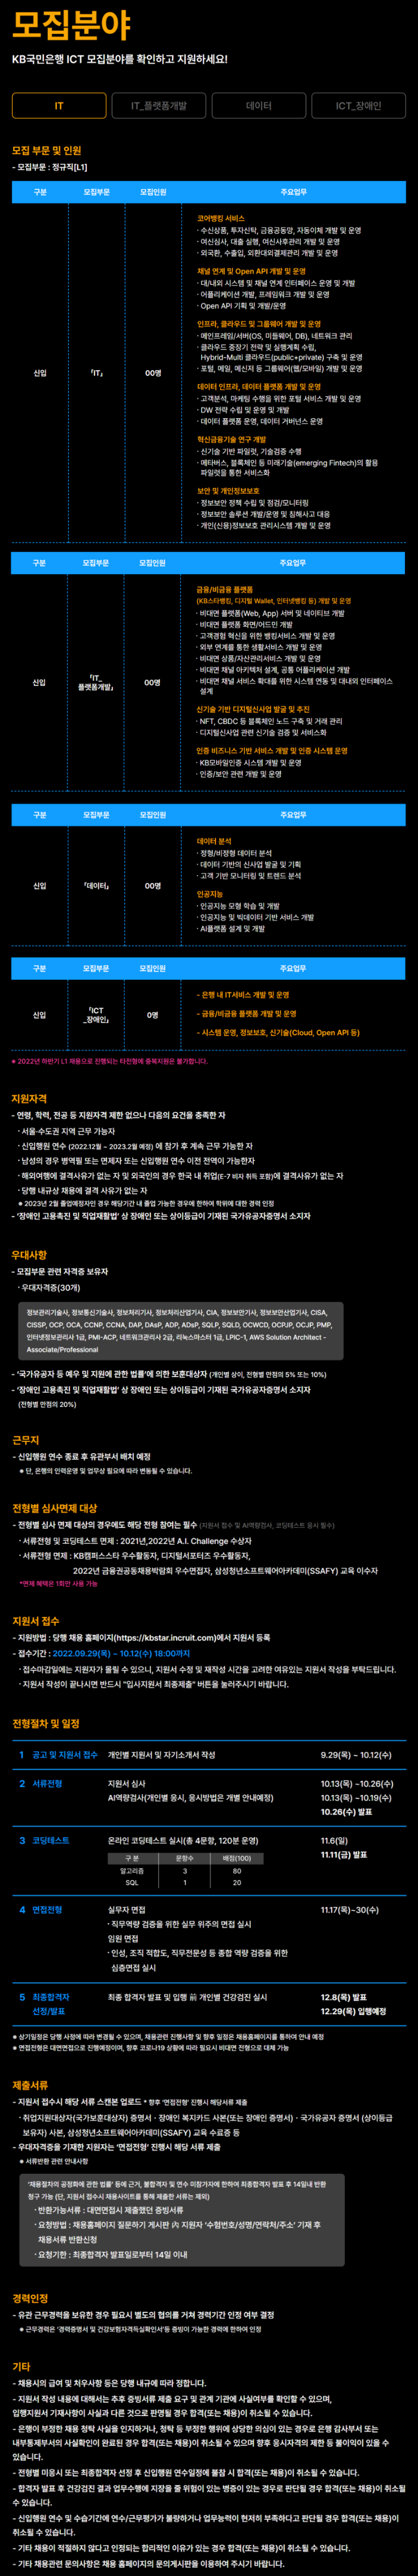 모집분야
KB국민은행 ICT 모집분야를 확인하고 지원하세요!
IT
IT_플랫폼개발
데이터
ICT_장애인
모집 부문 및 인원
- 모집부문 : 정규직[L1]
구분 모집부문 모집인원 주요업무
신입 「IT」 00명
코어뱅킹 서비스
· 수신상품, 투자신탁, 금융공동망, 자동이체 개발 및 운영
· 여신심사, 대출 실행, 여신사후관리 개발 및 운영
· 외국환, 수출입, 외환대외결제관리 개발 및 운영
채널 연계 및 Open API 개발 및 운영
· 대/내외 시스템 및 채널 연계 인터페이스 운영 및 개발
· 어플리케이션 개발, 프레임워크 개발 및 운영
· Open API 기획 및 개발/운영
인프라, 클라우드 및 그룹웨어 개발 및 운영
· 메인프레임/서버(OS, 미들웨어, DB), 네트워크 관리
· 클라우드 중장기 전략 및 실행계획 수립,
Hybrid-Multi 클라우드(public+private) 구축 및 운영
· 포털, 메일, 메신저 등 그룹웨어(웹/모바일) 개발 및 운영
데이터 인프라, 데이터 플랫폼 개발 및 운영
· 고객분석, 마케팅 수행을 위한 포털 서비스 개발 및 운영
· DW 전략 수립 및 운영 및 개발
· 데이터 플랫폼 운영, 데이터 거버넌스 운영
혁신금융기술 연구 개발
· 신기술 기반 파일럿, 기술검증 수행
· 메타버스, 블록체인 등 미래기술(emerging Fintech)의 활용
파일럿을 통한 서비스화
보안 및 개인정보보호
· 정보보안 정책 수립 및 점검/모니터링
· 정보보안 솔루션 개발/운영 및 침해사고 대응
· 개인(신용)정보보호 관리시스템 개발 및 운영
구분 모집부문 모집인원 주요업무
신입 「IT_
플랫폼개발」 00명
금융/비금융 플랫폼
(KB스타뱅킹, 디지털 Wallet, 인터넷뱅킹 등) 개발 및 운영
· 비대면 플랫폼(Web, App) 서버 및 네이티브 개발
· 비대면 플랫폼 화면/어드민 개발
· 고객경험 혁신을 위한 뱅킹서비스 개발 및 운영
· 외부 연계를 통한 생활서비스 개발 및 운영
· 비대면 상품/자산관리서비스 개발 및 운영
· 비대면 채널 아키텍처 설계, 공통 어플리케이션 개발
· 비대면 채널 서비스 확대를 위한 시스템 연동 및 대내외 인터페이스
설계
신기술 기반 디지털신사업 발굴 및 추진
· NFT, CBDC 등 블록체인 노드 구축 및 거래 관리
· 디지털신사업 관련 신기술 검증 및 서비스화
인증 비즈니스 기반 서비스 개발 및 인증 시스템 운영
· KB모바일인증 시스템 개발 및 운영
· 인증/보안 관련 개발 및 운영
구분 모집부문 모집인원 주요업무
신입 「데이터」 00명
데이터 분석
· 정형/비정형 데이터 분석
· 데이터 기반의 신사업 발굴 및 기획
· 고객 기반 모니터링 및 트렌드 분석
인공지능
· 인공지능 모형 학습 및 개발
· 인공지능 및 빅데이터 기반 서비스 개발
· AI플랫폼 설계 및 개발
구분 모집부문 모집인원 주요업무
신입 「ICT
_장애인」 0명
- 은행 내 IT서비스 개발 및 운영
- 금융/비금융 플랫폼 개발 및 운영
- 시스템 운영, 정보보호, 신기술(Cloud, Open API 등)
※ 2022년 하반기 L1 채용으로 진행되는 타전형에 중복지원은 불가합니다.
지원자격
- 연령, 학력, 전공 등 지원자격 제한 없으나 다음의 요건을 충족한 자
· 서울·수도권 지역 근무 가능자
· 신입행원 연수 (2022.12월 ~ 2023.2월 예정) 에 참가 후 계속 근무 가능한 자
· 남성의 경우 병역필 또는 면제자 또는 신입행원 연수 이전 전역이 가능한자
· 해외여행에 결격사유가 없는 자 및 외국인의 경우 한국 내 취업(E-7 비자 취득 포함)에 결격사유가 없는 자
· 당행 내규상 채용에 결격 사유가 없는 자
※ 2023년 2월 졸업예정자인 경우 해당기간 내 졸업 가능한 경우에 한하여 학위에 대한 경력 인정
- ‘장애인 고용촉진 및 직업재활법’ 상 장애인 또는 상이등급이 기재된 국가유공자증명서 소지자
우대사항
- 모집부문 관련 자격증 보유자
· 우대자격증(30개)
정보관리기술사, 정보통신기술사, 정보처리기사, 정보처리산업기사, CIA, 정보보안기사, 정보보안산업기사, CISA,
CISSP, OCP, OCA, CCNP, CCNA, DAP, DAsP, ADP, ADsP, SQLP, SQLD, OCWCD, OCPJP, OCJP, PMP,
인터넷정보관리사 1급, PMI-ACP, 네트워크관리사 2급, 리눅스마스터 1급, LPIC-1, AWS Solution Architect -
Associate/Professional
- ‘국가유공자 등 예우 및 지원에 관한 법률’에 의한 보훈대상자 (개인별 상이, 전형별 만점의 5% 또는 10%)
- ‘장애인 고용촉진 및 직업재활법’ 상 장애인 또는 상이등급이 기재된 국가유공자증명서 소지자
(전형별 만점의 20%)
근무지
- 신입행원 연수 종료 후 유관부서 배치 예정
※ 단, 은행의 인력운영 및 업무상 필요에 따라 변동될 수 있습니다.
전형별 심사면제 대상
- 전형별 심사 면제 대상의 경우에도 해당 전형 참여는 필수 (지원서 접수 및 AI역량검사, 코딩테스트 응시 필수)
· 서류전형 및 코딩테스트 면제 : 2021년,2022년 A.I. Challenge 수상자
· 서류전형 면제 : KB캠퍼스스타 우수활동자, 디지털서포터즈 우수활동자,
2022년 금융권공동채용박람회 우수면접자, 삼성청년소프트웨어아카데미(SSAFY) 교육 이수자
*면제 혜택은 1회만 사용 가능
지원서 접수
- 지원방법 : 당행 채용 홈페이지(https://kbstar.incruit.com)에서 지원서 등록
- 접수기간 : 2022.09.29(목) ~ 10.12(수) 18:00까지
· 접수마감일에는 지원자가 몰릴 수 있으니, 지원서 수정 및 재작성 시간을 고려한 여유있는 지원서 작성을 부탁드립니다.
· 지원서 작성이 끝나시면 반드시 “입사지원서 최종제출” 버튼을 눌러주시기 바랍니다.
전형절차 및 일정
1 공고 및 지원서 접수 개인별 지원서 및 자기소개서 작성 9.29(목) ~ 10.12(수)
2 서류전형 지원서 심사 10.13(목) ~10.26(수)
AI역량검사(개인별 응시, 응시방법은 개별 안내예정) 10.13(목) ~10.19(수)
10.26(수) 발표
3 코딩테스트 온라인 코딩테스트 실시(총 4문항, 120분 운영) 11.6(일)
11.11(금) 발표
구 분 문항수 배점(100)
알고리즘 3 80
SQL 1 20
4 면접전형 실무자 면접 11.17(목)~30(수)
· 직무역량 검증을 위한 실무 위주의 면접 실시
임원 면접
· 인성, 조직 적합도, 직무전문성 등 종합 역량 검증을 위한
심층면접 실시
5 최종합격자 최종 합격자 발표 및 입행 前 개인별 건강검진 실시 12.8(목) 발표
선정/발표 12.29(목) 입행예정
※ 상기일정은 당행 사정에 따라 변경될 수 있으며, 채용관련 진행사항 및 향후 일정은 채용홈페이지를 통하여 안내 예정
※ 면접전형은 대면면접으로 진행예정이며, 향후 코로나19 상황에 따라 필요시 비대면 전형으로 대체 가능
제출서류
- 지원서 접수시 해당 서류 스캔본 업로드 * 향후 ‘면접전형’ 진행시 해당서류 제출
· 취업지원대상자(국가보훈대상자) 증명서 · 장애인 복지카드 사본(또는 장애인 증명서) · 국가유공자 증명서 (상이등급
보유자) 사본, 삼성청년소프트웨어아카데미(SSAFY) 교육 수료증 등
- 우대자격증을 기재한 지원자는 ‘면접전형’ 진행시 해당 서류 제출
※ 서류반환 관련 안내사항
‘채용절차의 공정화에 관한 법률’ 등에 근거, 불합격자 및 연수 미참가자에 한하여 최종합격자 발표 후 14일내 반환
청구 가능 (단, 지원서 접수시 채용사이트를 통해 제출한 서류는 제외)
· 반환가능서류 : 대면면접시 제출했던 증빙서류
· 요청방법 : 채용홈페이지 질문하기 게시판 內 지원자 ‘수험번호/성명/연락처/주소’ 기재 후
채용서류 반환신청
· 요청기한 : 최종합격자 발표일로부터 14일 이내
경력인정
- 유관 근무경력을 보유한 경우 필요시 별도의 협의를 거쳐 경력기간 인정 여부 결정
※ 근무경력은 ‘경력증명서 및 건강보험자격득실확인서’등 증빙이 가능한 경력에 한하여 인정
기타
- 채용시의 급여 및 처우사항 등은 당행 내규에 따라 정합니다.
- 지원서 작성 내용에 대해서는 추후 증빙서류 제출 요구 및 관계 기관에 사실여부를 확인할 수 있으며,
입행지원서 기재사항이 사실과 다른 것으로 판명될 경우 합격(또는 채용)이 취소될 수 있습니다.
- 은행이 부정한 채용 청탁 사실을 인지하거나, 청탁 등 부정한 행위에 상당한 의심이 있는 경우로 은행 감사부서 또는
내부통제부서의 사실확인이 완료된 경우 합격(또는 채용)이 취소될 수 있으며 향후 응시자격의 제한 등 불이익이 있을 수
있습니다.
- 전형별 미응시 또는 최종합격자 선정 후 신입행원 연수일정에 불참 시 합격(또는 채용)이 취소될 수 있습니다.
- 합격자 발표 후 건강검진 결과 업무수행에 지장을 줄 위험이 있는 병증이 있는 경우로 판단될 경우 합격(또는 채용)이 취소될
수 있습니다.
- 신입행원 연수 및 수습기간에 연수/근무평가가 불량하거나 업무능력이 현저히 부족하다고 판단될 경우 합격(또는 채용)이
취소될 수 있습니다.
- 기타 채용이 적절하지 않다고 인정되는 합리적인 이유가 있는 경우 합격(또는 채용)이 취소될 수 있습니다.
- 기타 채용관련 문의사항은 채용 홈페이지의 문의게시판을 이용하여 주시기 바랍니다.